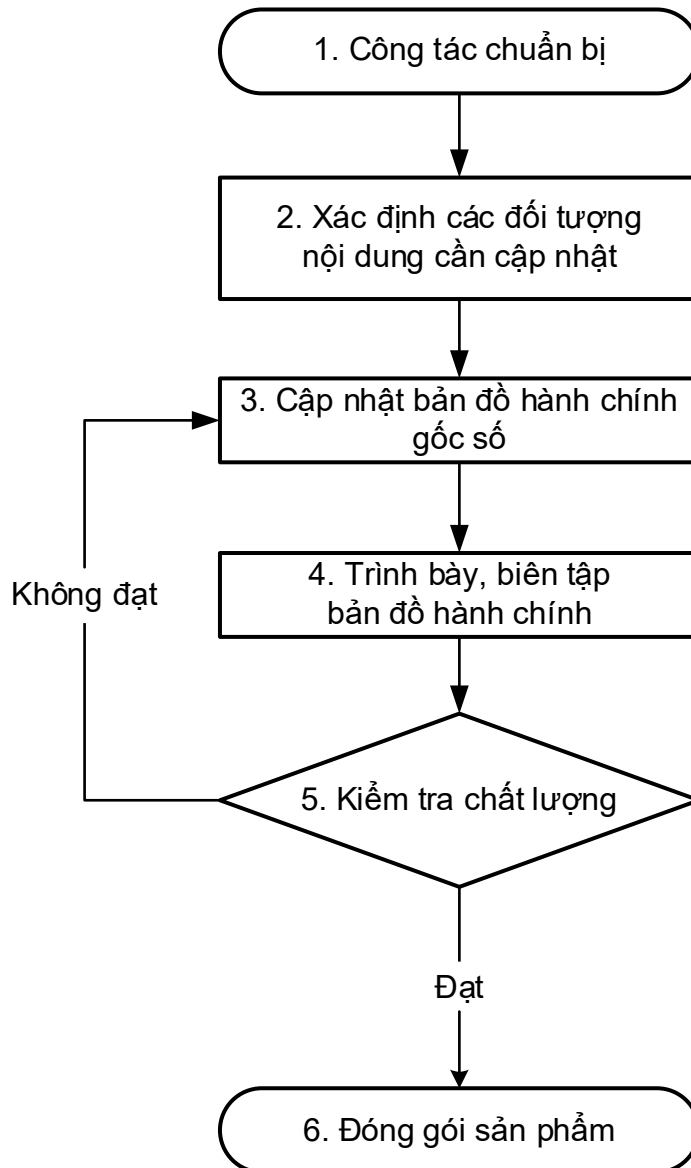 1. Công tác chuẩn bị
2. Xác định các đối tượng
nội dung cần cập nhật
3. Cập nhật bản đồ hành chính
gốc số
4. Trình bày, biên tập
bản đồ hành chính
Không đạt
5. Kiểm tra chất lượng
Đạt
6. Đóng gói sản phẩm